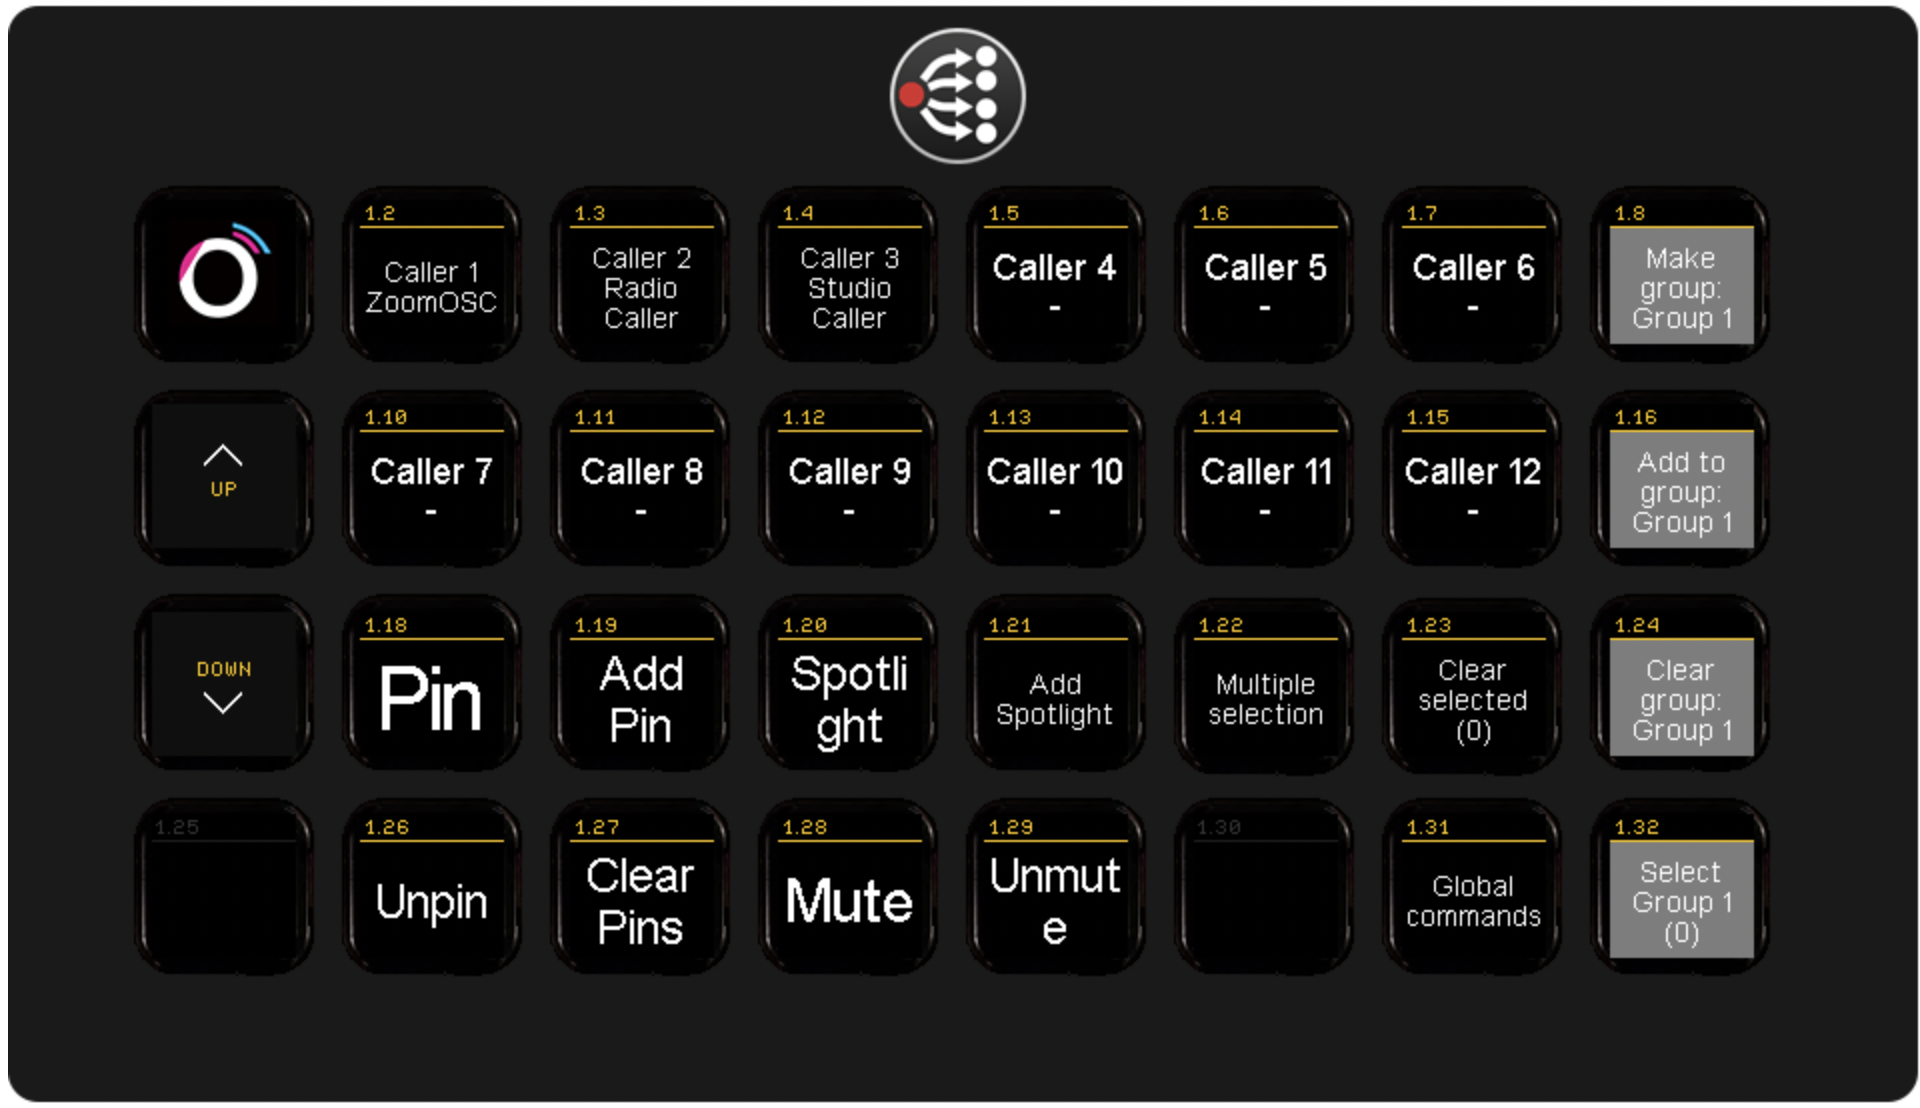 1.2
Caller 1
ZoomOSC
1.3
Caller 2
Radio
Caller
1.4
Caller 3
Studio
Caller
1.5
Caller 4
-
1.6
Caller 5
-
1.7
Caller 6
-
1.8
Make
group:
Group 1
UP
1.10
Caller 7
-
1.11
Caller 8
-
1.12
Caller 9
-
1.13
Caller 10
-
1.14
Caller 11
-
1.15
Caller 12
-
1.16
Add to
group:
Group 1
DOWN
1.18
Pin
1.19
Add
Pin
1.20
Spotli
ght
1.21
Add
Spotlight
1.22
Multiple
selection
1.23
Clear
selected
(0)
1.24
Clear
group:
Group 1
1.25
1.26
Unpin
1.27
Clear
Pins
1.28
Mute
1.29
Unmut
e
1.30
1.31
Global
commands
1.32
Select
Group 1
(0)